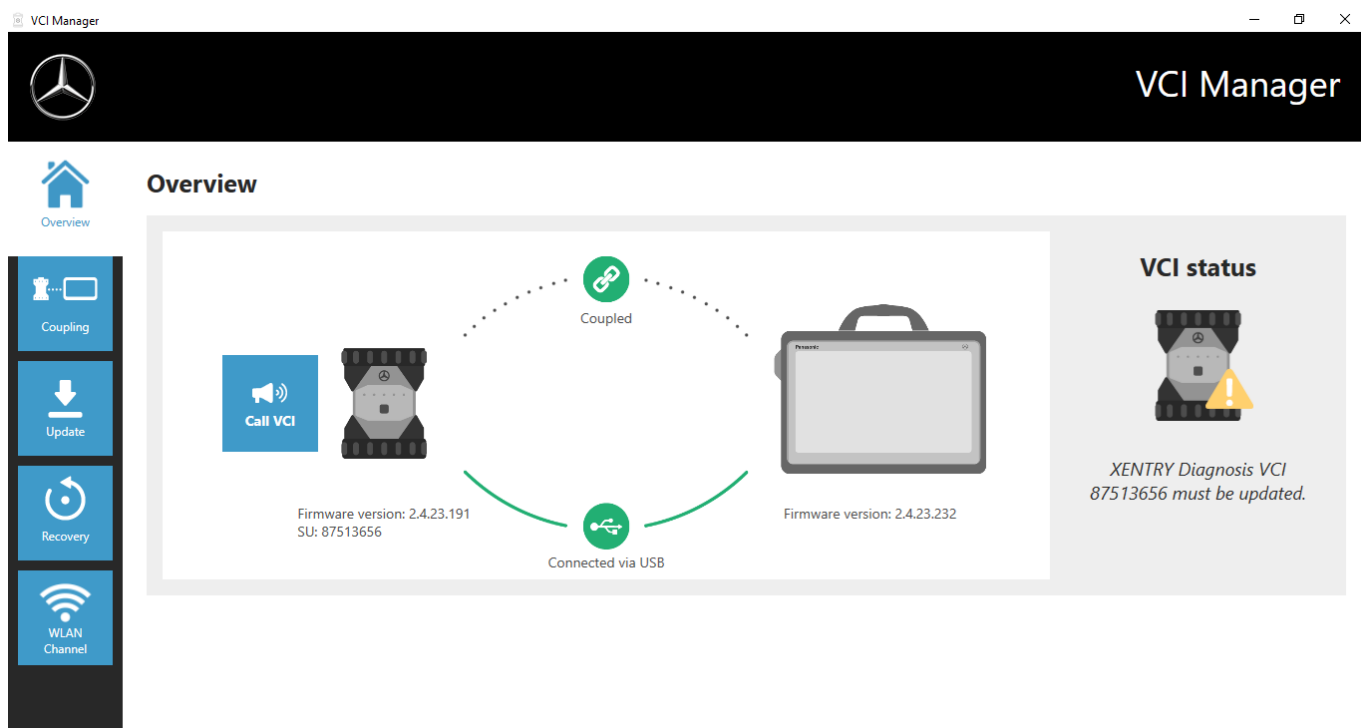 VCI Manager
VCI Manager
Overview
Overview
Coupling
Update
Recovery
WLAN
Channel
Coupled
Call VCI
Panasonic
Firmware version: 2.4.23.191
SU: 87513656
Connected via USB
Firmware version: 2.4.23.232
VCI status
XENTRY Diagnosis VCI
87513656 must be updated.